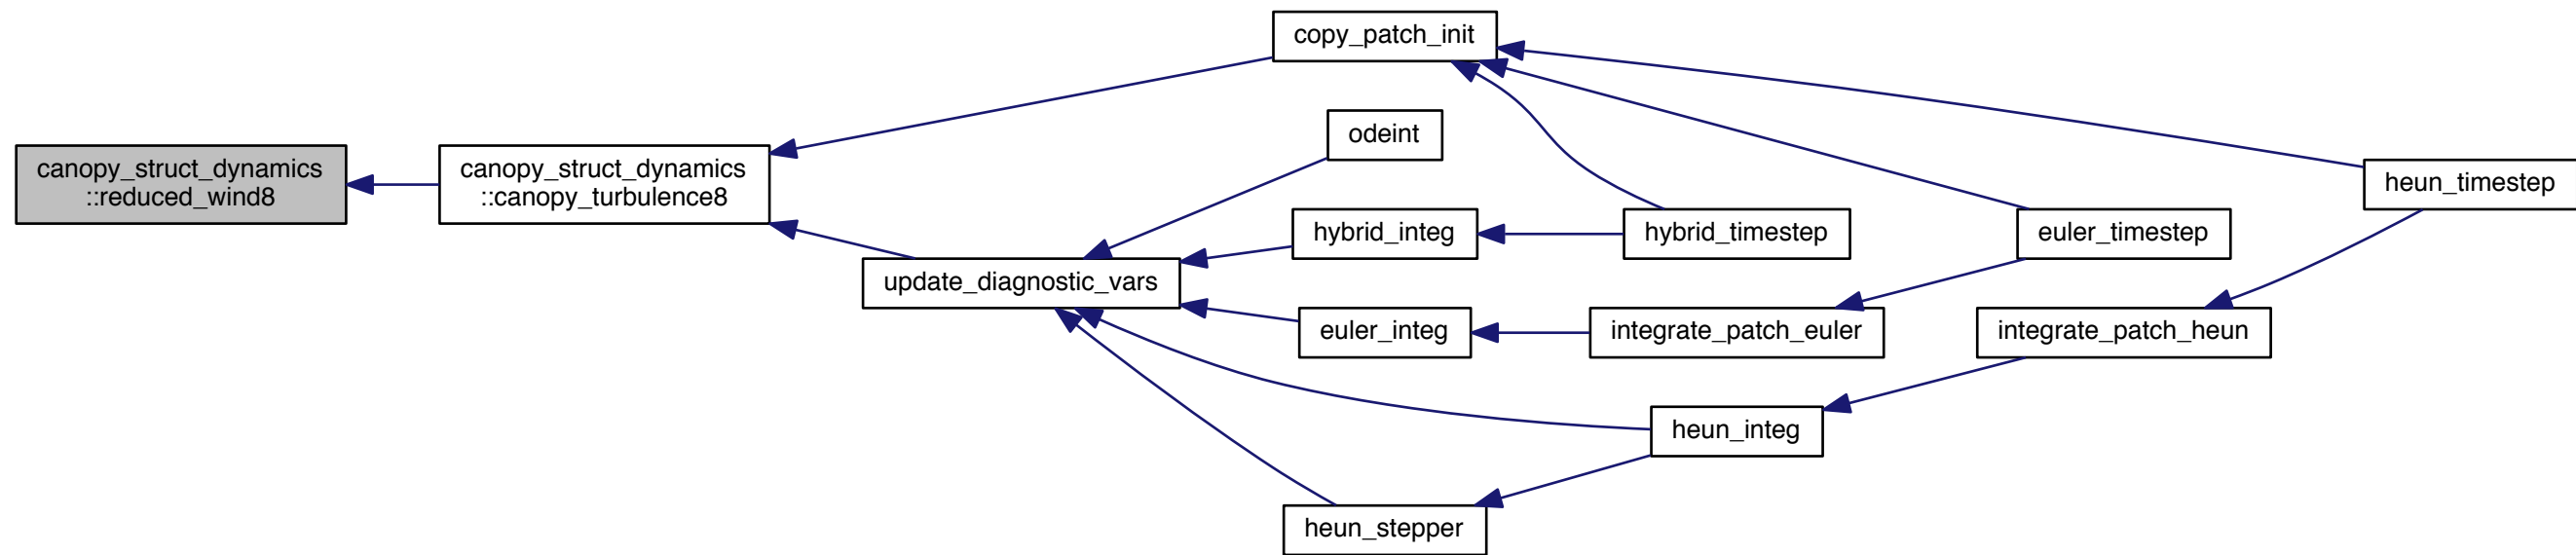 copy_patch_init
odeint
canopy_struct_dynamics
::reduced_wind8
canopy_struct_dynamics
::canopy_turbulence8
heun_timestep
hybrid_integ
hybrid_timestep
euler_timestep
update_diagnostic_vars
euler_integ
integrate_patch_euler
integrate_patch_heun
heun_integ
heun_stepper